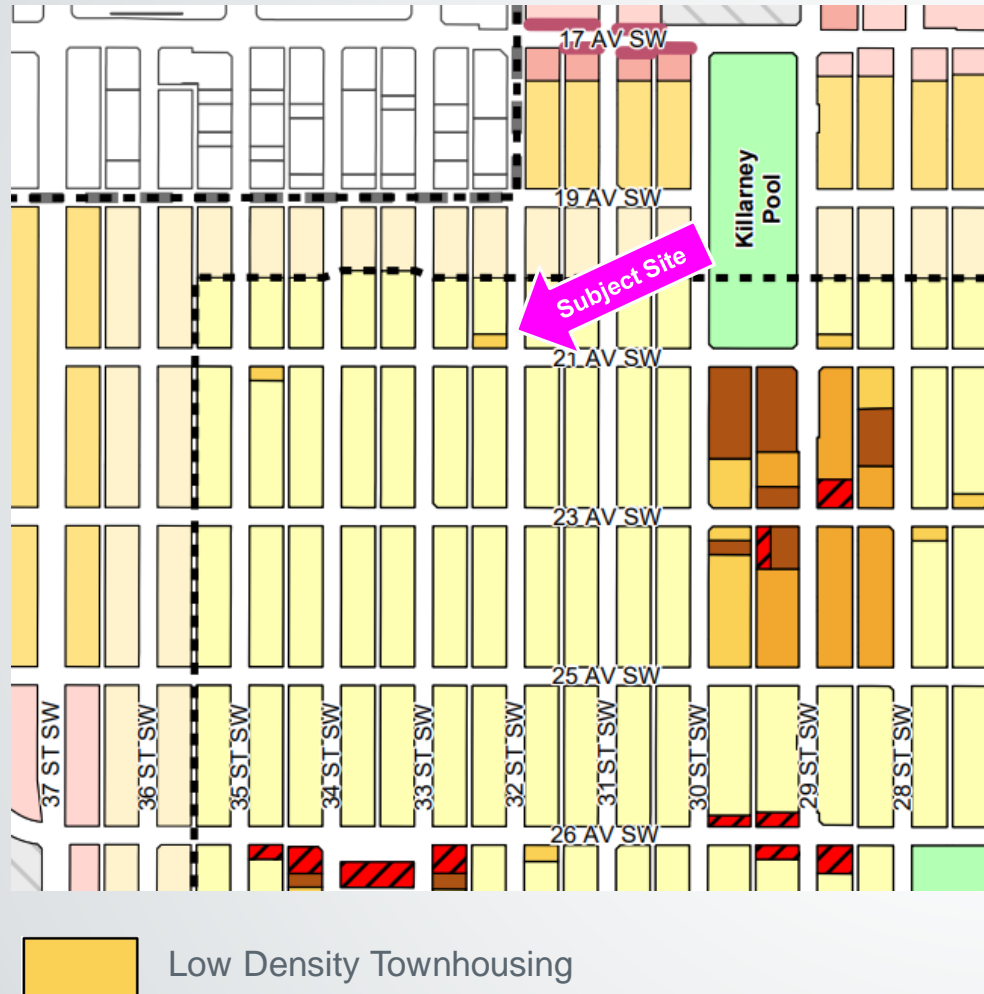 17 AV SW
Killarney
Pool
19 AV SW
Subject Site
21 AV SW
23 AV SW
25 AV SW
37 ST SW
36 ST SW
35 ST SW
34 ST SW
33 ST SW
32 ST SW
31 ST SW
30 ST SW
29 ST SW
28 ST SW
26 AV SW
Low Density Townhousing